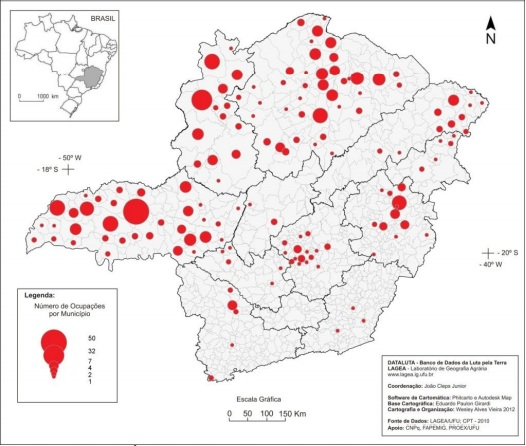 BRASIL
0 1000 km
N
- 50º W
- 18º S
- 20º S
- 40º W
Legenda:
Número de Ocupações
por Município
50
32
7
4
2
1
Escala Gráfica
0 50 100 150 Km
DATALUTA - Banco de Dados da Luta pela Terra
LAGEA - Laboratório de Geografia Agrária
www.lagea.ig.ufu.br
Coordenação: João Cleps Junior
Software de Cartomática: Philcarto e Autodesk Map
Base Cartográfica: Eduardo Paulon Girardi
Cartografia e Organização: Wesley Alves Vieira 2012
Fonte de Dados: LAGEA/UFU; CPT - 2010
Apoio: CNPq, FAPEMIG, PROEX/UFU